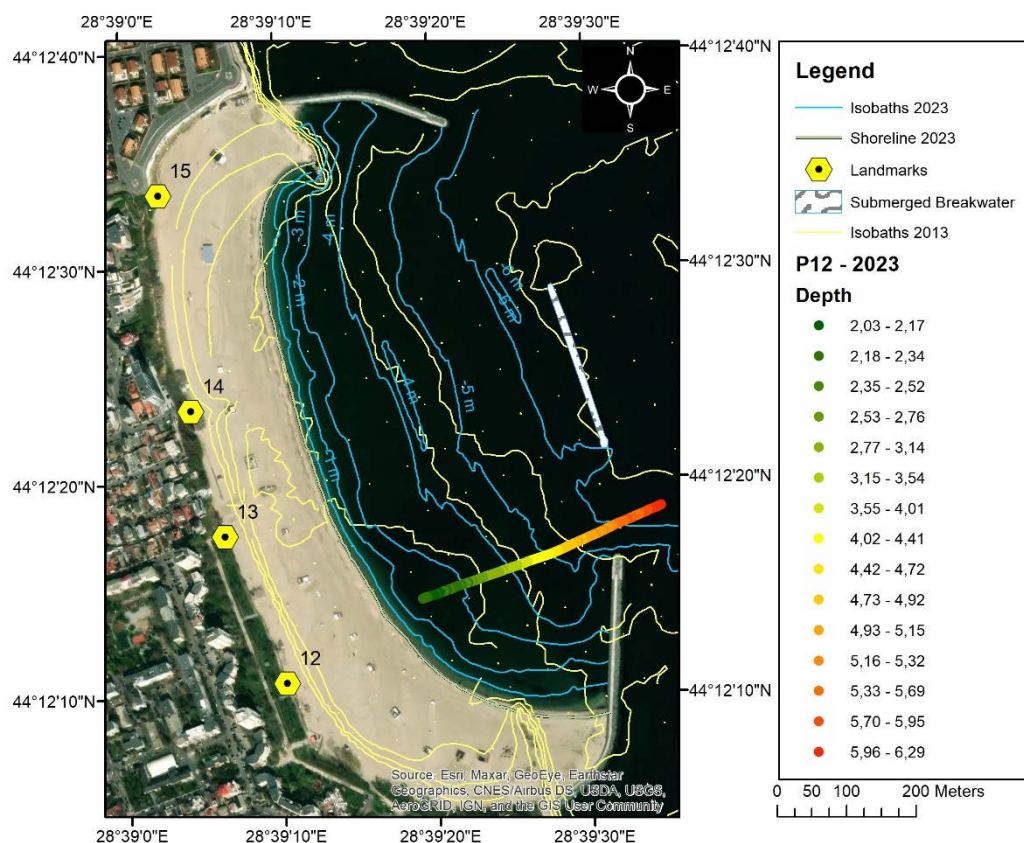 28°39'0"E
28°39'10"E
28°39'20"E
28°39'30"E
44°12'40"N
44°12'40"N
N
W
E
S
15
-3 m
-4 m
44°12'30"N
44°12'30"N
-2 m
-6 m
-6 m
14
-4 m
-5 m
-1 m
44°12'20"N
44°12'20"N
13
12
44°12'10"N
44°12'10"N
Source: Esri, Maxar, GeoEye, Earthstar
Geographics, CNES/Airbus DS, USDA, USGS,
AeroGRID, IGN, and the GIS User Community
28°39'0"E
28°39'10"E
28°39'20"E
28°39'30"E
Legend
Isobaths 2023
Shoreline 2023
Landmarks
Submerged Breakwater
Isobaths 2013
P12 - 2023
Depth
2,03 - 2,17
2,18 - 2,34
2,35 - 2,52
2,53 - 2,76
2,77 - 3,14
3,15 - 3,54
3,55 - 4,01
4,02 - 4,41
4,42 - 4,72
4,73 - 4,92
4,93 - 5,15
5,16 - 5,32
5,33 - 5,69
5,70 - 5,95
5,96 - 6,29
0 50 100 200 Meters